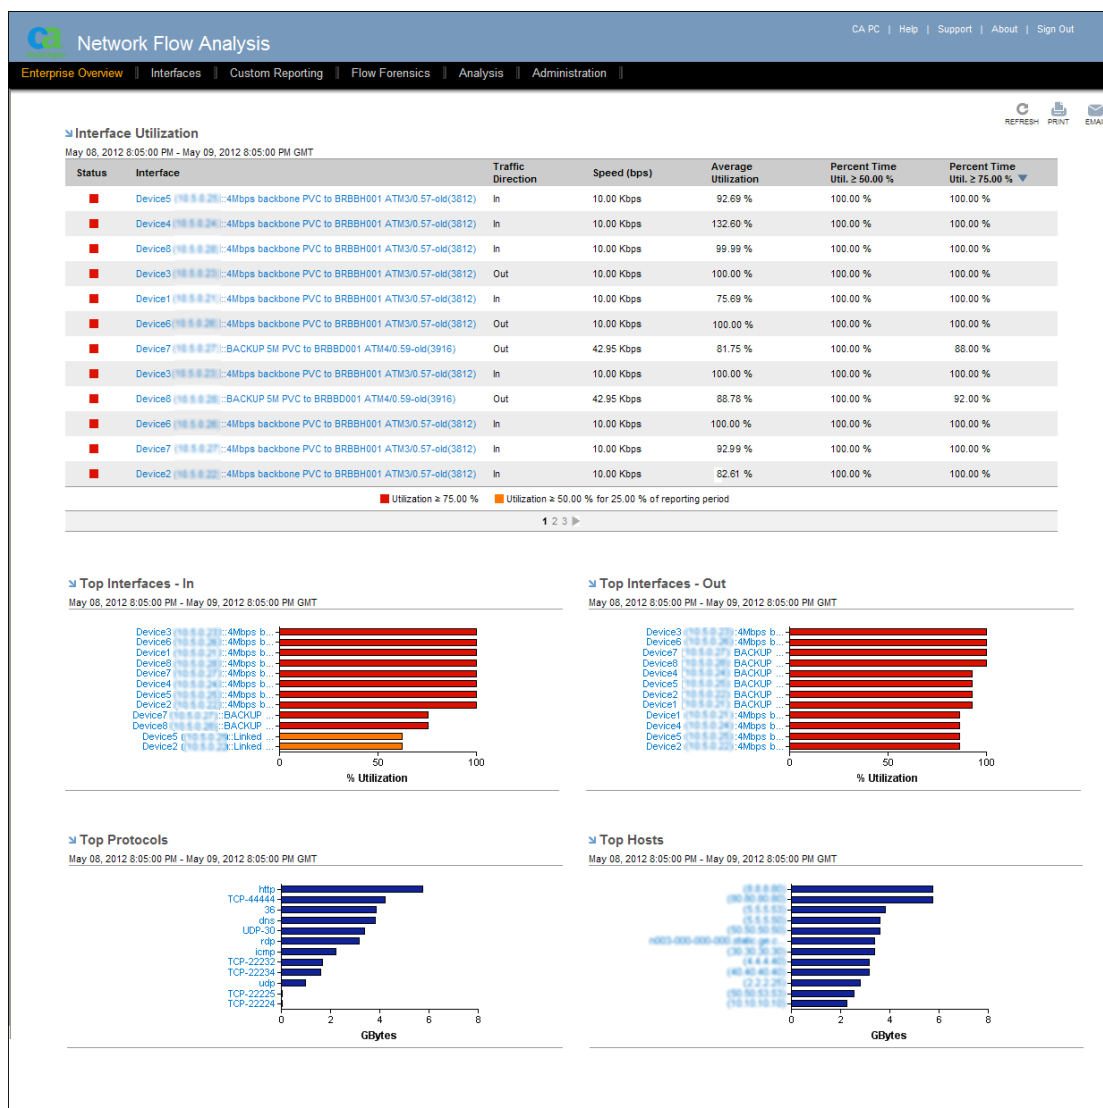 ca
CA PC | Help | Support | About | Sign Out
Network Flow Analysis
Enterprise Overview || Interfaces || Custom Reporting || Flow Forensics || Analysis || Administration ||
REFRESH PRINT EMAI
Interface Utilization
May 08, 2012 8:05:00 PM - May 09, 2012 8:05:00 PM GMT
Status Interface Traffic Direction Speed (bps) Average Utilization Percent Time Util. ≥ 50.00 % Percent Time Util. ≥ 75.00 %
Device5 ::4Mbps backbone PVC to BRBBH001 ATM3/0.57-old(3812) In 10.00 Kbps 92.69 % 100.00 % 100.00 %
Device4 ::4Mbps backbone PVC to BRBBH001 ATM3/0.57-old(3812) In 10.00 Kbps 132.60 % 100.00 % 100.00 %
Device8 ::4Mbps backbone PVC to BRBBH001 ATM3/0.57-old(3812) In 10.00 Kbps 99.99 % 100.00 % 100.00 %
Device3 ::4Mbps backbone PVC to BRBBH001 ATM3/0.57-old(3812) Out 10.00 Kbps 100.00 % 100.00 % 100.00 %
Device1 ::4Mbps backbone PVC to BRBBH001 ATM3/0.57-old(3812) In 10.00 Kbps 75.69 % 100.00 % 100.00 %
Device6 ::4Mbps backbone PVC to BRBBH001 ATM3/0.57-old(3812) Out 10.00 Kbps 100.00 % 100.00 % 100.00 %
Device7 ::BACKUP 5M PVC to BRBBD001 ATM4/0.59-old(3916) Out 42.95 Kbps 81.75 % 100.00 % 88.00 %
Device3 ::4Mbps backbone PVC to BRBBH001 ATM3/0.57-old(3812) In 10.00 Kbps 100.00 % 100.00 % 100.00 %
Device8 ::BACKUP 5M PVC to BRBBD001 ATM4/0.59-old(3916) Out 42.95 Kbps 88.78 % 100.00 % 92.00 %
Device6 ::4Mbps backbone PVC to BRBBH001 ATM3/0.57-old(3812) In 10.00 Kbps 100.00 % 100.00 % 100.00 %
Device7 ::4Mbps backbone PVC to BRBBH001 ATM3/0.57-old(3812) In 10.00 Kbps 92.99 % 100.00 % 100.00 %
Device2 ::4Mbps backbone PVC to BRBBH001 ATM3/0.57-old(3812) In 10.00 Kbps 82.61 % 100.00 % 100.00 %
Utilization ≥ 75.00 % Utilization ≥ 50.00 % for 25.00 % of reporting period
1 2 3
Top Interfaces - In
May 08, 2012 8:05:00 PM - May 09, 2012 8:05:00 PM GMT
Device3 ::4Mbps b...
Device6 ::4Mbps b...
Device1 ::4Mbps b...
Device8 ::4Mbps b...
Device7 ::4Mbps b...
Device4 ::4Mbps b...
Device5 ::4Mbps b...
Device2 ::4Mbps b...
Device7 ::BACKUP ...
Device8 ::BACKUP ...
Device5 ::Linked ...
Device2 ::Linked ...
0 50 100
% Utilization
Top Interfaces - Out
May 08, 2012 8:05:00 PM - May 09, 2012 8:05:00 PM GMT
Device3 :4Mbps b...
Device6 :4Mbps b...
Device7 BACKUP ...
Device8 BACKUP ...
Device4 BACKUP ...
Device5 BACKUP ...
Device2 BACKUP ...
Device1 BACKUP ...
Device1 :4Mbps b...
Device4 :4Mbps b...
Device5 :4Mbps b...
Device2 :4Mbps b...
0 50 100
% Utilization
Top Protocols
May 08, 2012 8:05:00 PM - May 09, 2012 8:05:00 PM GMT
http
TCP-44444
36
dns
UDP-30
rdp
icmp
TCP-22232
TCP-22234
udp
TCP-22225
TCP-22224
0 2 4 6 8
GBytes
Top Hosts
May 08, 2012 8:05:00 PM - May 09, 2012 8:05:00 PM GMT
0 2 4 6 8
GBytes